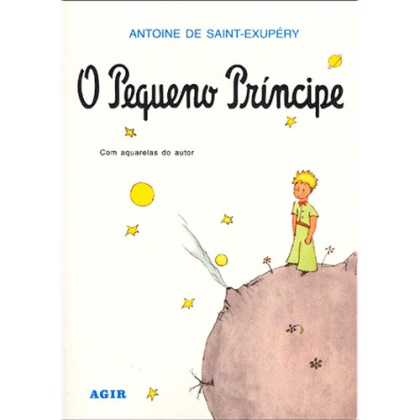 ANTOINE DE SAINT-EXUPÉRY
O Pequeno Príncipe
Com aquarelas do autor
AGIR